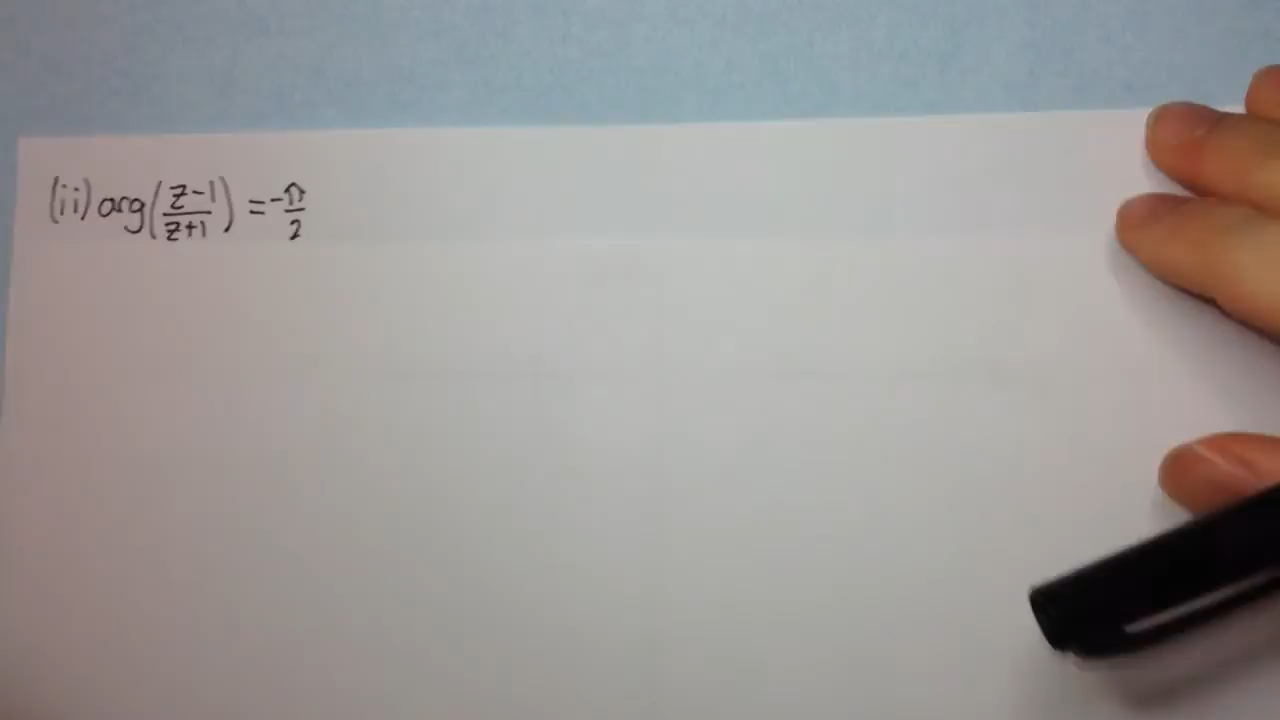 (ii) arg((z-1)/(z+1)) = -π/2